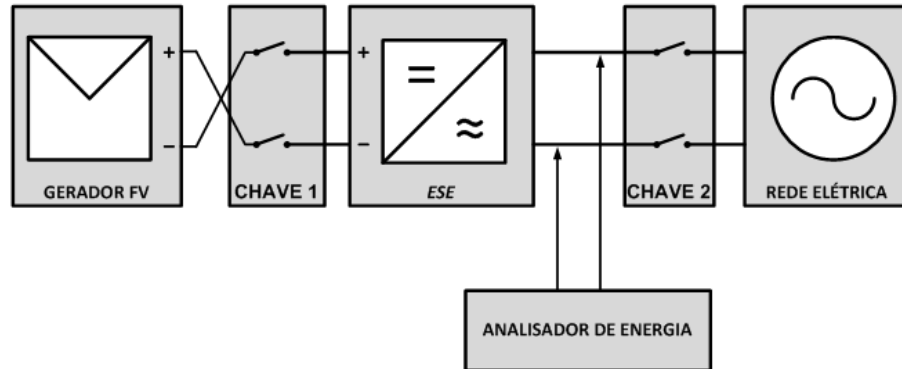 +
−
GERADOR FV
CHAVE 1
+
−
=
≈
ESE
CHAVE 2
REDE ELÉTRICA
ANALISADOR DE ENERGIA